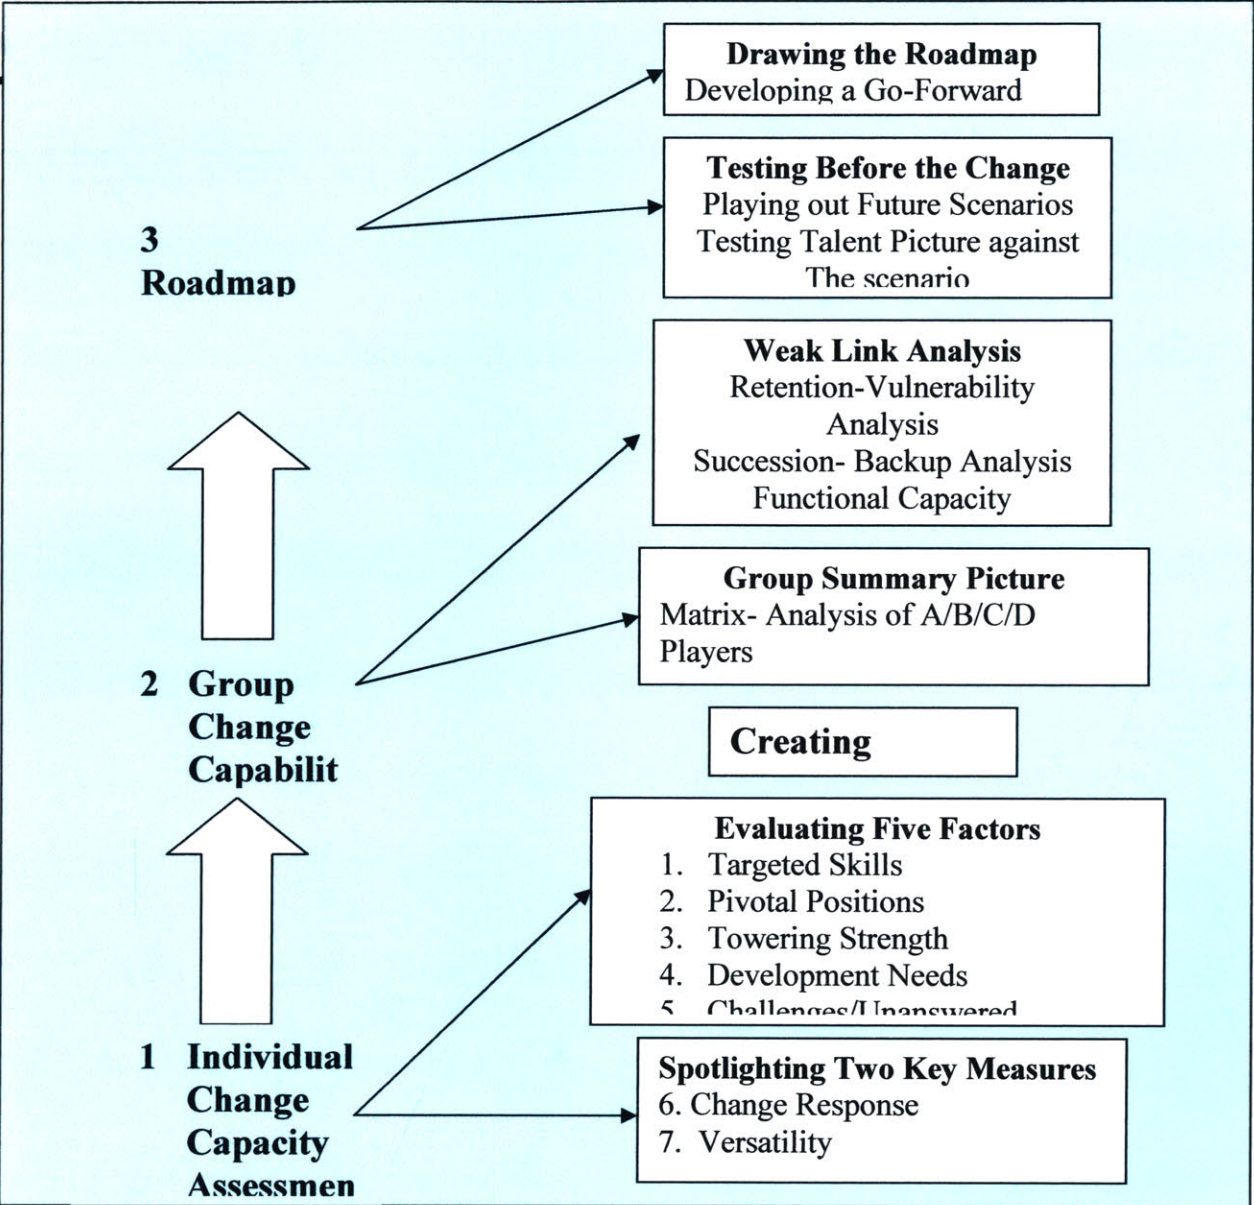 Drawing the Roadmap
Developing a Go-Forward
Testing Before the Change
Playing out Future Scenarios
Testing Talent Picture against
The scenario
3
Roadmap
Weak Link Analysis
Retention-Vulnerability
Analysis
Succession- Backup Analysis
Functional Capacity
Group Summary Picture
Matrix- Analysis of A/B/C/D
Players
2 Group
Change
Capabilit
Creating
Evaluating Five Factors
1. Targeted Skills
2. Pivotal Positions
3. Towering Strength
4. Development Needs
5 Challenges/Unanswered
1 Individual
Change
Capacity
Assessmen
Spotlighting Two Key Measures
6. Change Response
7. Versatility